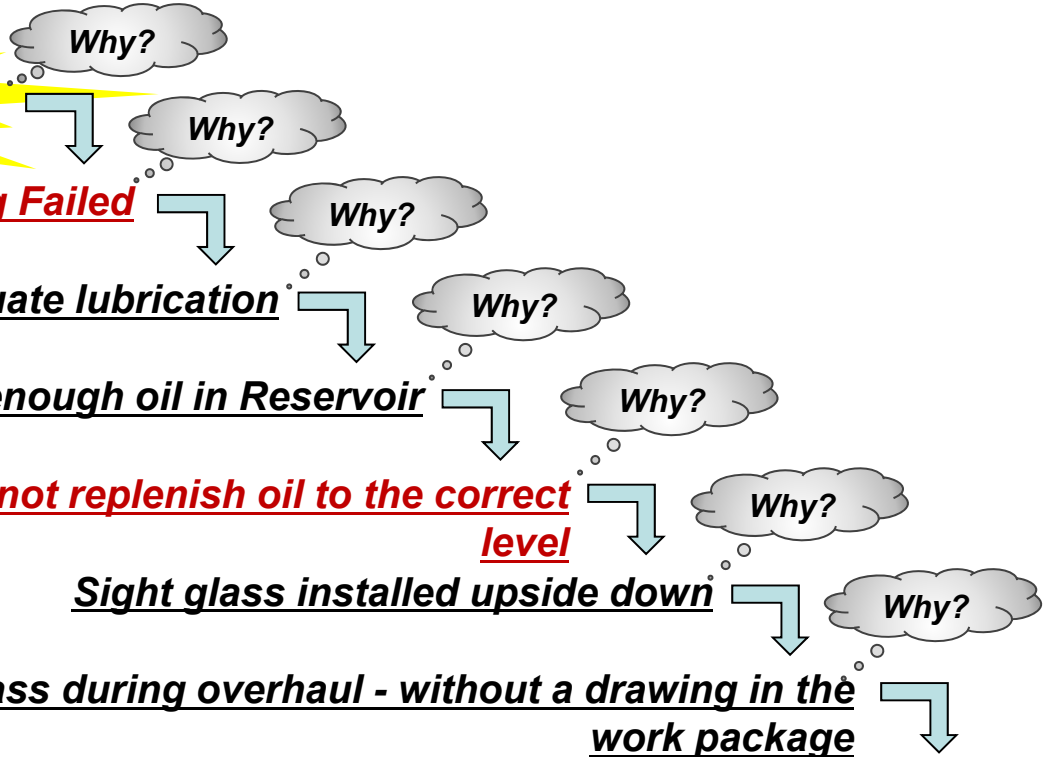 Why?
Why?
g Failed
Why?
uate lubrication
Why?
enough oil in Reservoir
Why?
not replenish oil to the correct
level
Why?
Sight glass installed upside down
Why?
ass during overhaul - without a drawing in the
work package